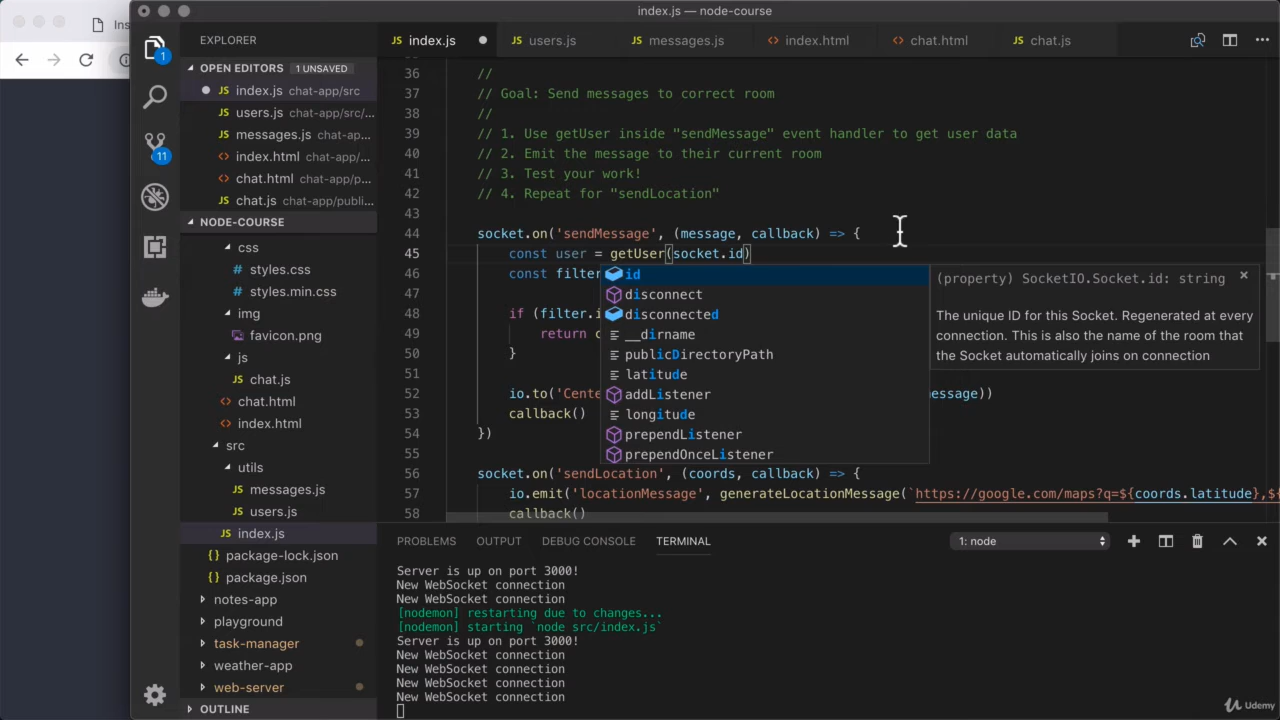 index.js — node-course
Ins
EXPLORER
JS index.js
JS users.js
JS messages.js
<> index.html
<> chat.html
JS chat.js
1
OPEN EDITORS 1 UNSAVED
JS index.js chat-app/src
JS users.js chat-app/src/...
JS messages.js chat-ap...
<> index.html chat-app/p...
<> chat.html chat-app/p...
JS chat.js chat-app/publi...
11
NODE-COURSE
css
# styles.css
# styles.min.css
img
favicon.png
js
JS chat.js
<> chat.html
<> index.html
src
utils
JS messages.js
JS users.js
JS index.js
{} package-lock.json
{} package.json
notes-app
playground
task-manager
weather-app
web-server
OUTLINE
36 //
37 // Goal: Send messages to correct room
38 //
39 // 1. Use getUser inside "sendMessage" event handler to get user data
40 // 2. Emit the message to their current room
41 // 3. Test your work!
42 // 4. Repeat for "sendLocation"
43
44 socket.on('sendMessage', (message, callback) => {
45 const user = getUser(socket.id)
46 const filter
47
48 if (filter.i
49 return c
50 }
51
52 io.to('Cente essage))
53 callback()
54 })
55
56 socket.on('sendLocation', (coords, callback) => {
57 io.emit('locationMessage', generateLocationMessage(`https://google.com/maps?q=${coords.latitude},${
58 callback()
id
disconnect
disconnected
__dirname
publicDirectoryPath
latitude
addListener
longitude
prependListener
prependOnceListener
(property) SocketIO.Socket.id: string
The unique ID for this Socket. Regenerated at every
connection. This is also the name of the room that
the Socket automatically joins on connection
PROBLEMS OUTPUT DEBUG CONSOLE TERMINAL 1: node
Server is up on port 3000!
New WebSocket connection
New WebSocket connection
[nodemon] restarting due to changes...
[nodemon] starting `node src/index.js`
Server is up on port 3000!
New WebSocket connection
New WebSocket connection
New WebSocket connection
New WebSocket connection
Udemy